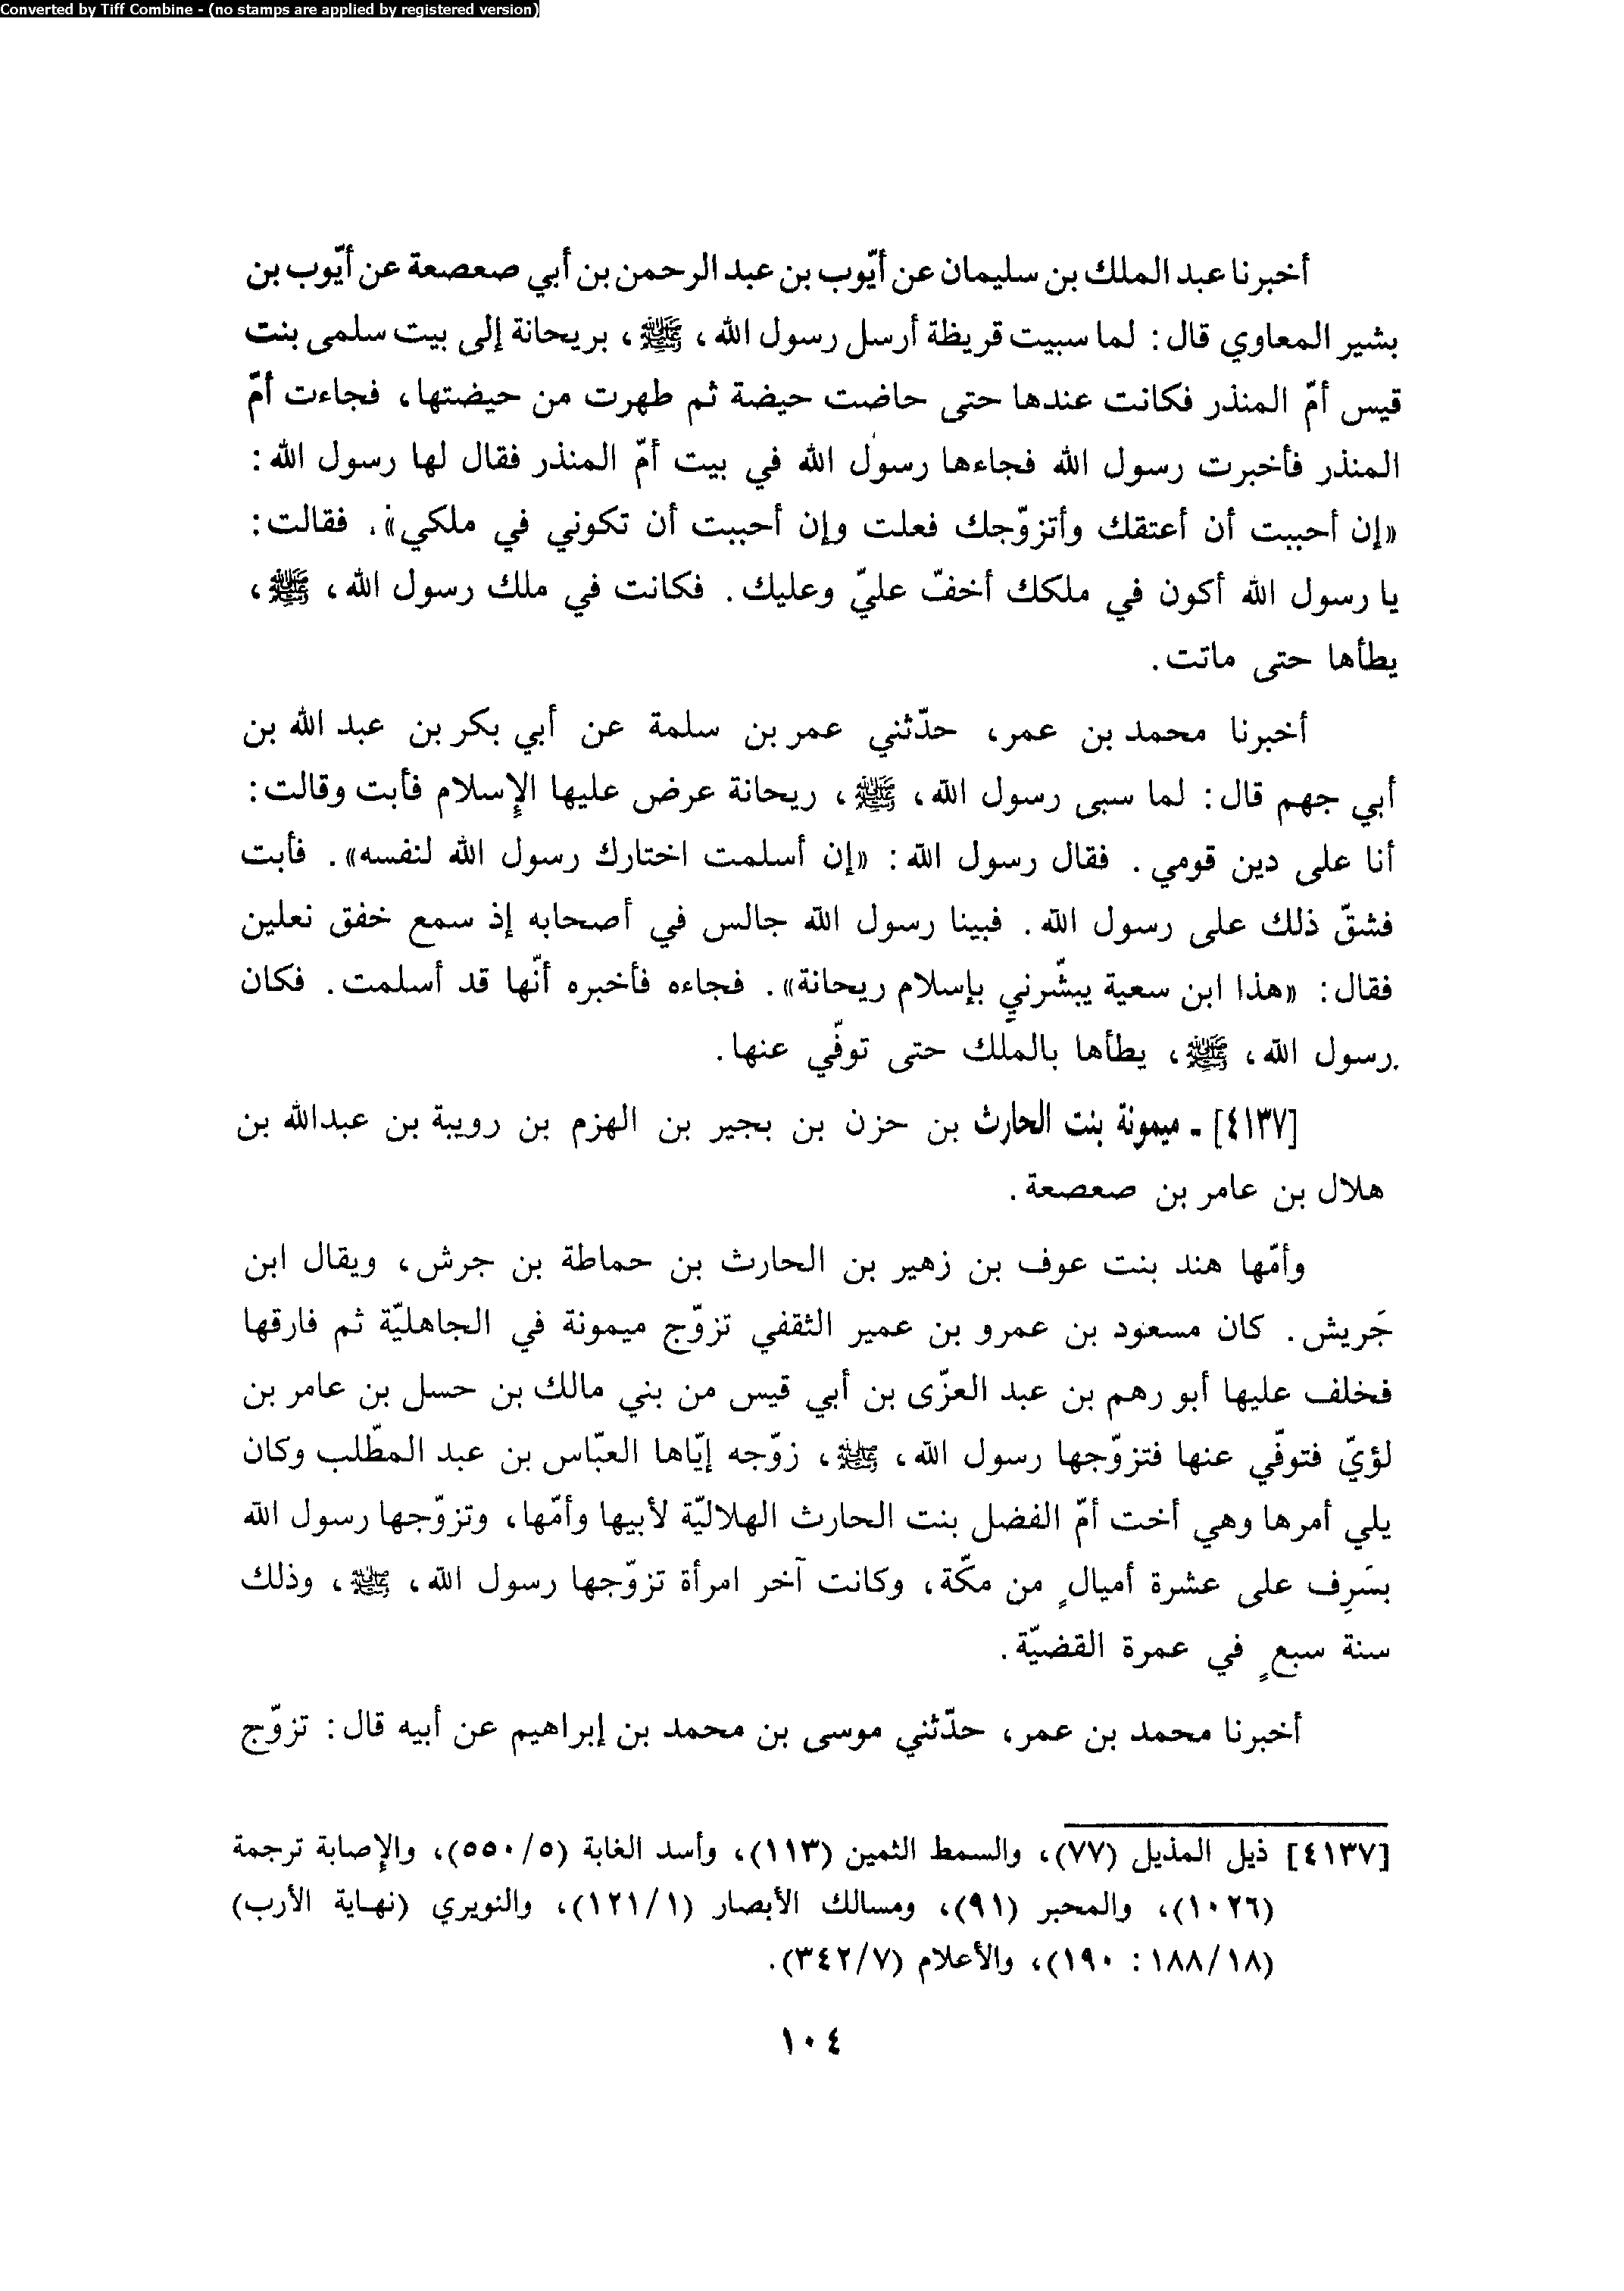 Converted by Tiff Combine - (no stamps are applied by registered version)
أخبرنا عبد الملك بن سليمان عن أيّوب بن عبد الرحمن بن أبي صعصعة عن أيّوب بن
بشير المعاوي قال: لما سبيت قريظة أرسل رسول الله، ﷺ، بريحانة إلى بيت سلمى بنت
قيس أمّ المنذر فكانت عندها حتى حاضت حيضة ثم طهرت من حيضتها، فجاءت أمّ
المنذر فأخبرت رسول الله فجاءها رسول الله في بيت أمّ المنذر فقال لها رسول الله:
«إن أحببت أن أعتقك وأتزوّجك فعلت وإن أحببت أن تكوني في ملكي». فقالت:
يا رسول الله أكون في ملكك أخفّ عليّ وعليك. فكانت في ملك رسول الله، ﷺ،
يطأها حتى ماتت.
أخبرنا محمد بن عمر، حدّثني عمر بن سلمة عن أبي بكر بن عبد الله بن
أبي جهم قال: لما سبى رسول الله، ﷺ، ريحانة عرض عليها الإسلام فأبت وقالت:
أنا على دين قومي. فقال رسول الله: «إن أسلمت اختارك رسول الله لنفسه». فأبت
فشقّ ذلك على رسول الله. فبينا رسول الله جالس في أصحابه إذ سمع خفق نعلين
فقال: «هذا ابن سعية يبشّرني بإسلام ريحانة». فجاءه فأخبره أنّها قد أسلمت. فكان
رسول الله، ﷺ، يطأها بالملك حتى توفّي عنها.
[٤١٣٧] ـ ميمونة بنت الحارث بن حزن بن بجير بن الهزم بن رويبة بن عبدالله بن
هلال بن عامر بن صعصعة.
وأمّها هند بنت عوف بن زهير بن الحارث بن حماطة بن جرش، ويقال ابن
جَريش. كان مسعود بن عمرو بن عمير الثقفي تزوّج ميمونة في الجاهليّة ثم فارقها
فخلف عليها أبو رهم بن عبد العزّى بن أبي قيس من بني مالك بن حسل بن عامر بن
لؤيّ فتوفّي عنها فتزوّجها رسول الله، ﷺ، زوّجه إيّاها العبّاس بن عبد المطّلب وكان
يلي أمرها وهي أخت أمّ الفضل بنت الحارث الهلاليّة لأبيها وأمّها، وتزوّجها رسول الله
بسَرِف على عشرة أميالٍ من مكّة، وكانت آخر امرأة تزوّجها رسول الله، ﷺ، وذلك
سنة سبعٍ في عمرة القضيّة.
أخبرنا محمد بن عمر، حدّثني موسى بن محمد بن إبراهيم عن أبيه قال: تزوّج
[٤١٣٧] ذيل المذيل (٧٧)، والسمط الثمين (١١٣)، وأسد الغابة (٥/٥٥٠)، والإصابة ترجمة
(١٠٢٦)، والمحبر (٩١)، ومسالك الأبصار (١/١٢١)، والنويري (نهاية الأرب)
(١٨/١٨٨: ١٩٠)، والأعلام (٧/٣٤٢).
١٠٤